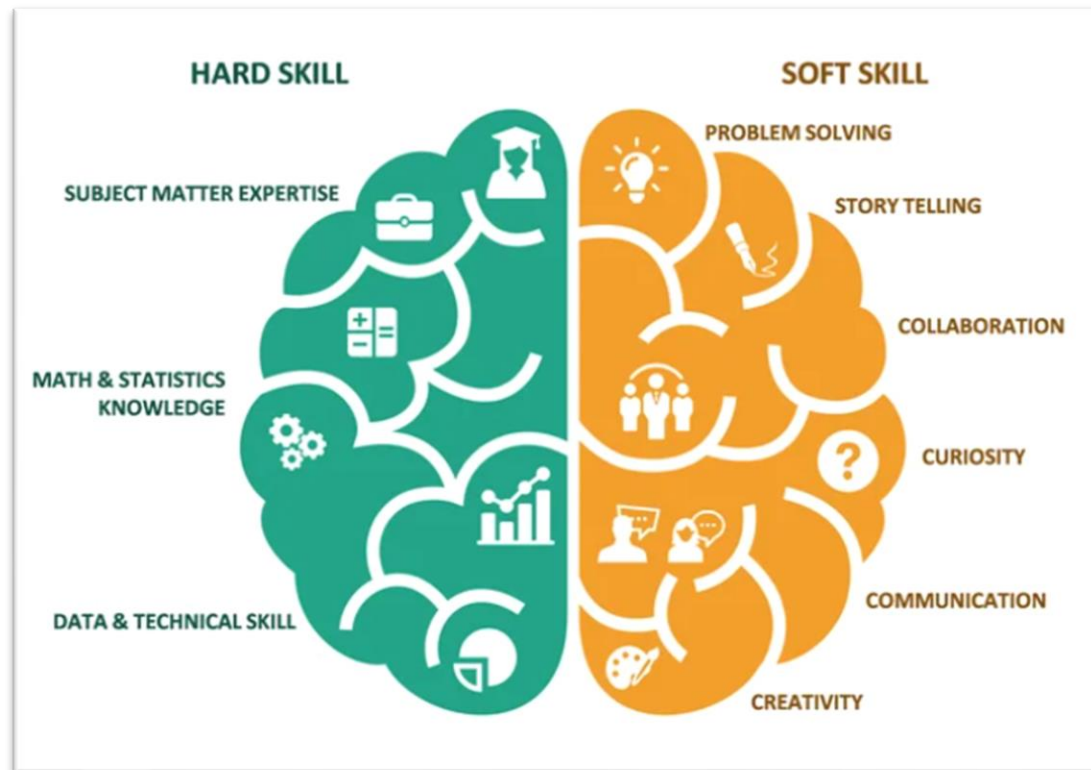 HARD SKILL
SUBJECT MATTER EXPERTISE
MATH & STATISTICS
KNOWLEDGE
DATA & TECHNICAL SKILL
SOFT SKILL
PROBLEM SOLVING
STORY TELLING
COLLABORATION
CURIOSITY
COMMUNICATION
CREATIVITY
?